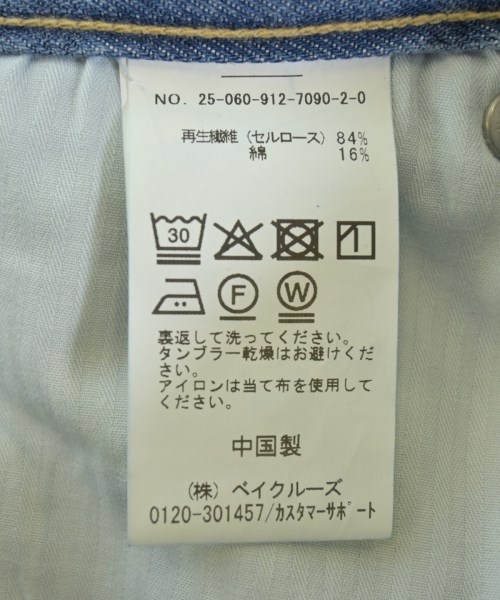 NO. 25-060-912-7090-2-0
再生繊維（セルロース） 84%
綿 16%
30
F W
裏返して洗ってください。
タンブラー乾燥はお避けくだ
さい。
アイロンは当て布を使用して
ください。
中国製
（株）ベイクルーズ
0120-301457/カスタマーサポート